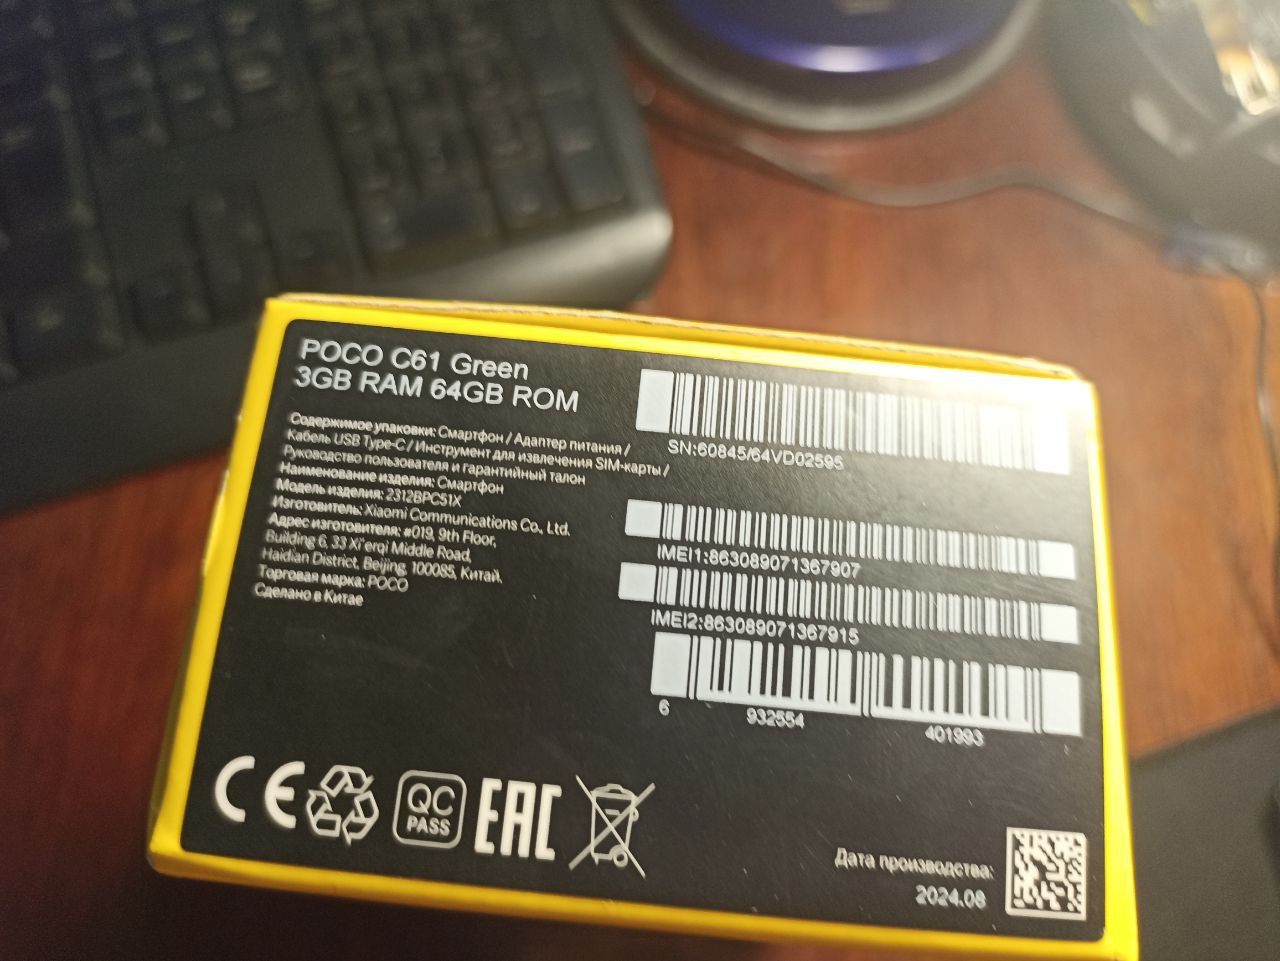 POCO C61 Green
3GB RAM 64GB ROM
Содержимое упаковки: Смартфон / Адаптер питания /
Кабель USB Type-C / Инструмент для извлечения SIM-карты /
Руководство пользователя и гарантийный талон
Наименование изделия: Смартфон
Модель изделия: 2312BPC51X
Изготовитель: Xiaomi Communications Co., Ltd.
Адрес изготовителя: #019, 9th Floor,
Building 6, 33 Xi'erqi Middle Road,
Haidian District, Beijing, 100085, Китай.
Торговая марка: POCO
Сделано в Китае
SN:60845/64VD02595
IMEI1:863089071367907
IMEI2:863089071367915
6 932554 401993
CE
QC
PASS
EAC
Дата производства:
2024.08